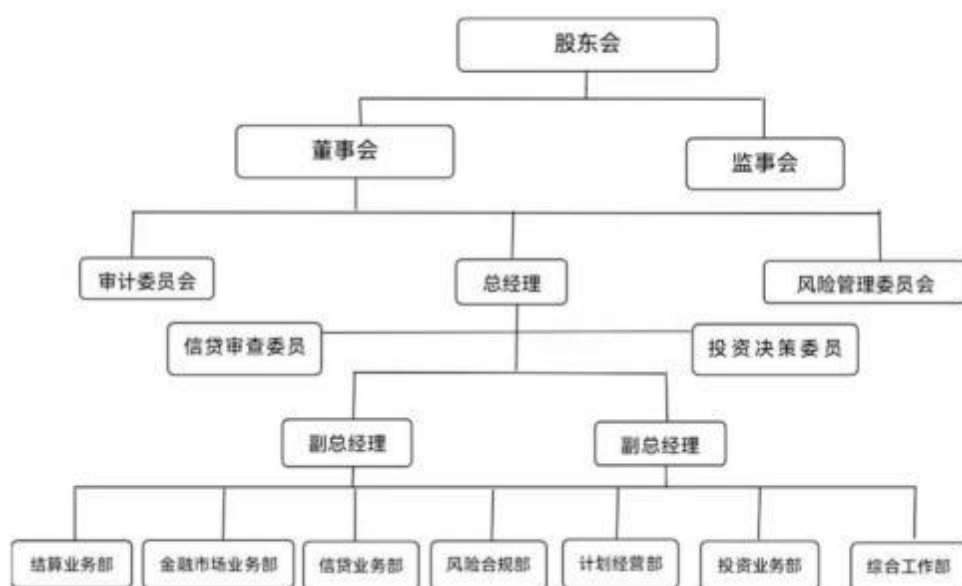 股东会
董事会
监事会
审计委员会
总经理
风险管理委员会
信贷审查委员
投资决策委员
副总经理
副总经理
结算业务部
金融市场业务部
信贷业务部
风险合规部
计划经营部
投资业务部
综合工作部